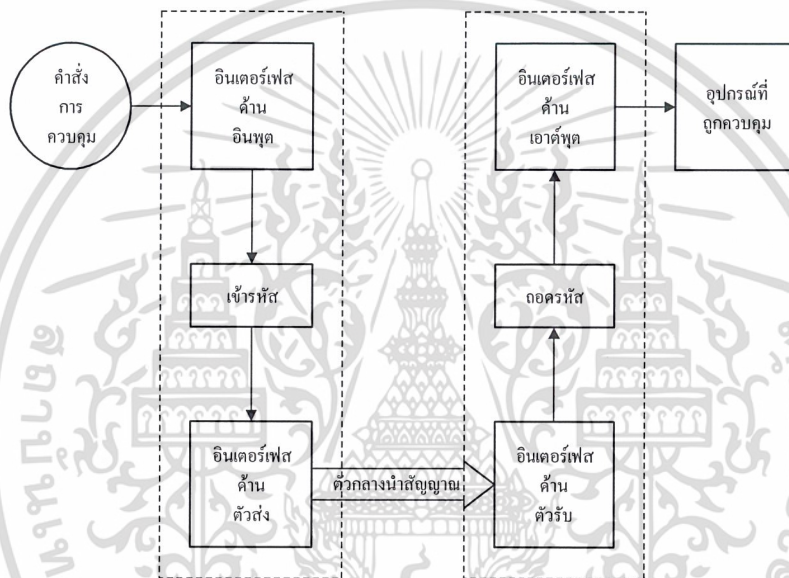 คำสั่ง
การ
ควบคุม
อินเตอร์เฟส
ด้าน
อินพุต
เข้ารหัส
อินเตอร์เฟส
ด้าน
ตัวส่ง
ตัวกลางนำสัญญาณ
อินเตอร์เฟส
ด้าน
ตัวรับ
ถอดรหัส
อินเตอร์เฟส
ด้าน
เอาต์พุต
อุปกรณ์ที่
ถูกควบคุม